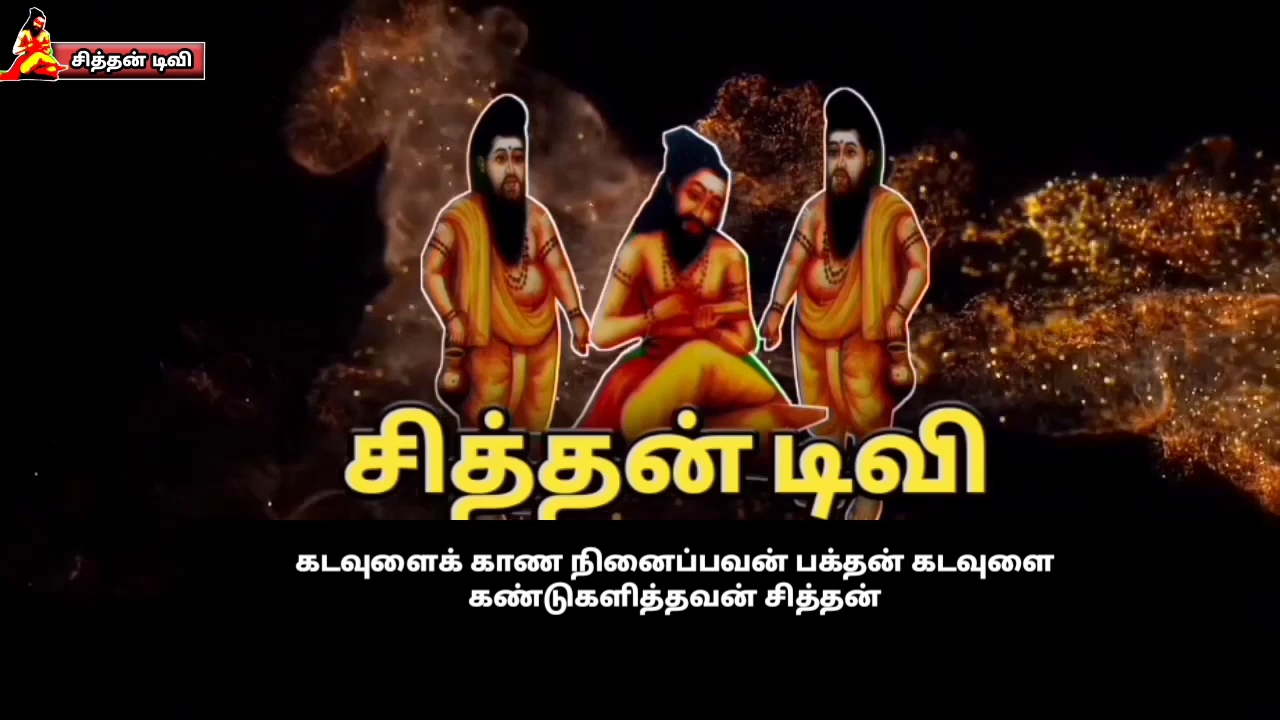 சித்தன் டிவி
சித்தன் டிவி
கடவுளைக் காண நினைப்பவன் பக்தன் கடவுளை
கண்டுகளித்தவன் சித்தன்